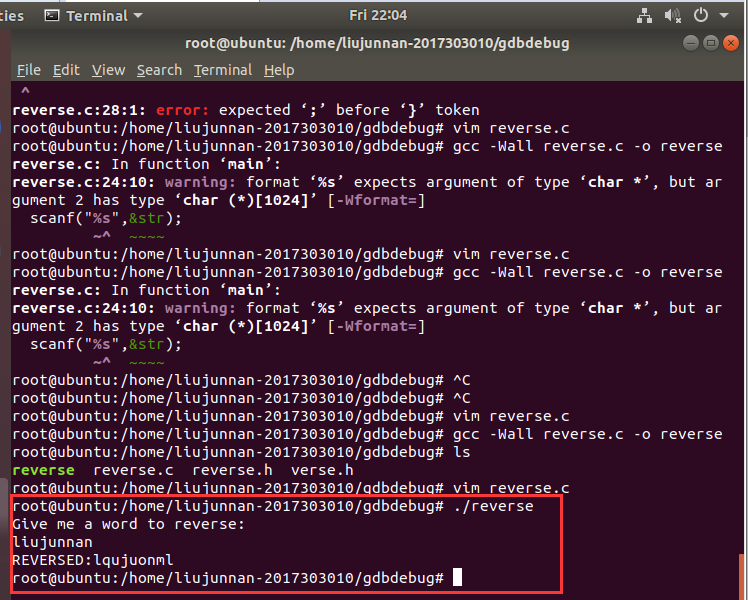 ties Terminal Fri 22:04
root@ubuntu: /home/liujunnan-2017303010/gdbdebug
File Edit View Search Terminal Help
^
reverse.c:28:1: error: expected ‘;’ before ‘}’ token
root@ubuntu:/home/liujunnan-2017303010/gdbdebug# vim reverse.c
root@ubuntu:/home/liujunnan-2017303010/gdbdebug# gcc -Wall reverse.c -o reverse
reverse.c: In function ‘main’:
reverse.c:24:10: warning: format ‘%s’ expects argument of type ‘char *’, but ar
gument 2 has type ‘char (*)[1024]’ [-Wformat=]
scanf("%s",&str);
~^ ~~~~
root@ubuntu:/home/liujunnan-2017303010/gdbdebug# vim reverse.c
root@ubuntu:/home/liujunnan-2017303010/gdbdebug# gcc -Wall reverse.c -o reverse
reverse.c: In function ‘main’:
reverse.c:24:10: warning: format ‘%s’ expects argument of type ‘char *’, but ar
gument 2 has type ‘char (*)[1024]’ [-Wformat=]
scanf("%s",&str);
~^ ~~~~
root@ubuntu:/home/liujunnan-2017303010/gdbdebug# ^C
root@ubuntu:/home/liujunnan-2017303010/gdbdebug# ^C
root@ubuntu:/home/liujunnan-2017303010/gdbdebug# vim reverse.c
root@ubuntu:/home/liujunnan-2017303010/gdbdebug# gcc -Wall reverse.c -o reverse
root@ubuntu:/home/liujunnan-2017303010/gdbdebug# ls
reverse reverse.c reverse.h verse.h
root@ubuntu:/home/liujunnan-2017303010/gdbdebug# vim reverse.c
root@ubuntu:/home/liujunnan-2017303010/gdbdebug# ./reverse
Give me a word to reverse:
liujunnan
REVERSED:lqujuonml
root@ubuntu:/home/liujunnan-2017303010/gdbdebug#